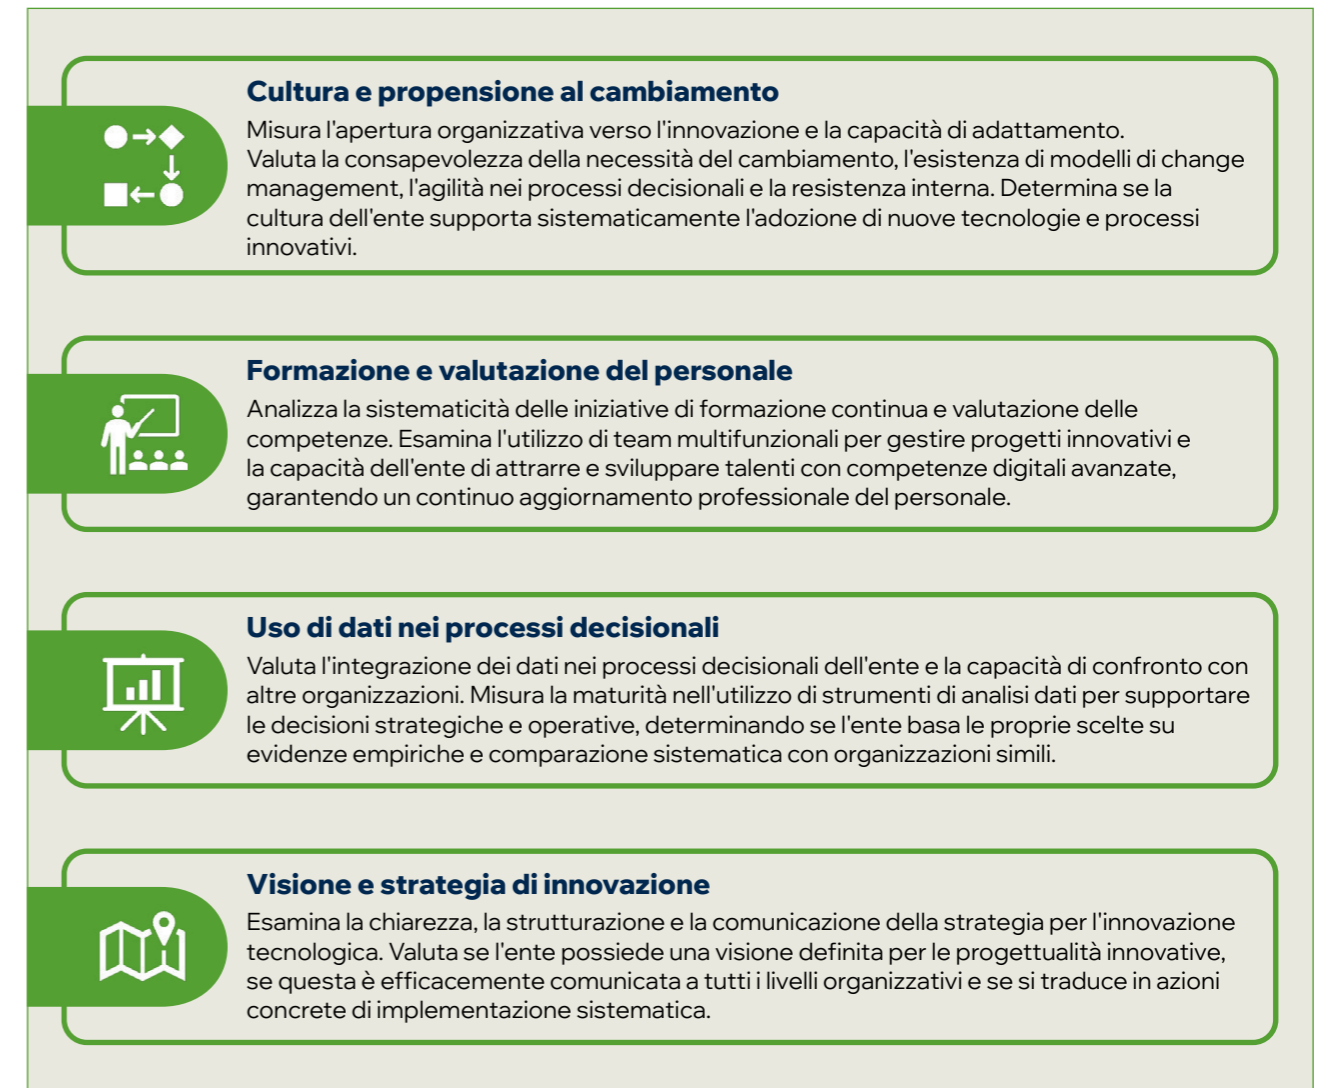 Cultura e propensione al cambiamento
Misura l'apertura organizzativa verso l'innovazione e la capacità di adattamento.
Valuta la consapevolezza della necessità del cambiamento, l'esistenza di modelli di change
management, l'agilità nei processi decisionali e la resistenza interna. Determina se la
cultura dell'ente supporta sistematicamente l'adozione di nuove tecnologie e processi
innovativi.
Formazione e valutazione del personale
Analizza la sistematicità delle iniziative di formazione continua e valutazione delle
competenze. Esamina l'utilizzo di team multifunzionali per gestire progetti innovativi e
la capacità dell'ente di attrarre e sviluppare talenti con competenze digitali avanzate,
garantendo un continuo aggiornamento professionale del personale.
Uso di dati nei processi decisionali
Valuta l'integrazione dei dati nei processi decisionali dell'ente e la capacità di confronto con
altre organizzazioni. Misura la maturità nell'utilizzo di strumenti di analisi dati per supportare
le decisioni strategiche e operative, determinando se l'ente basa le proprie scelte su
evidenze empiriche e comparazione sistematica con organizzazioni simili.
Visione e strategia di innovazione
Esamina la chiarezza, la strutturazione e la comunicazione della strategia per l'innovazione
tecnologica. Valuta se l'ente possiede una visione definita per le progettualità innovative,
se questa è efficacemente comunicata a tutti i livelli organizzativi e se si traduce in azioni
concrete di implementazione sistematica.